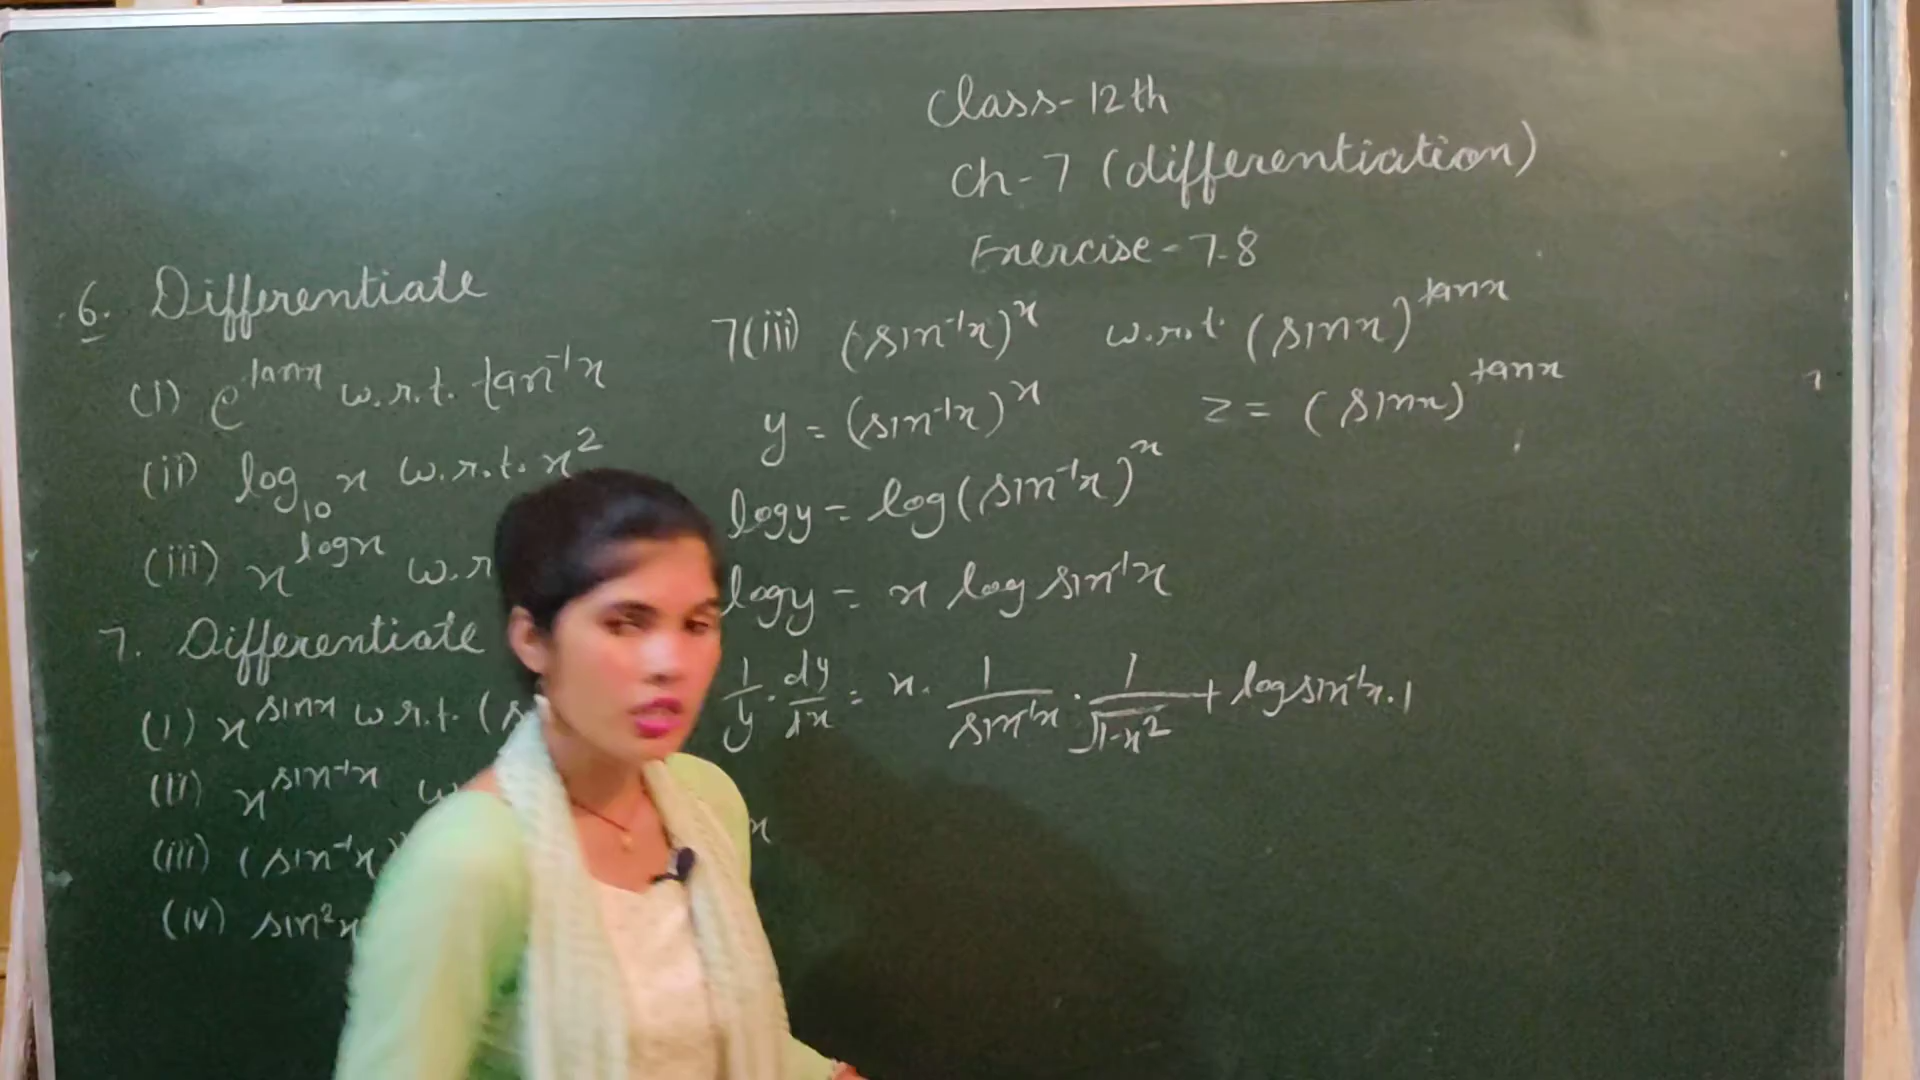 Class-12th
Ch-7 (differentiation)
Exercise-7.8
6. Differentiate
(i) e^tanx w.r.t. tan⁻¹x
(ii) log₁₀x w.r.t. x²
(iii) x^logx w.r
7. Differentiate
(i) x^sinx w.r.t. (s
(ii) x^sin⁻¹x w
(iii) (sin⁻¹x) x
(iv) sin²x
7(iii) (sin⁻¹x)^x w.r.t. (sinx)^tanx
y = (sin⁻¹x)^x z = (sinx)^tanx
logy = log(sin⁻¹x)^x
logy = x log sin⁻¹x
1/y · dy/dx = x · 1/sin⁻¹x · 1/√1-x² + log sin⁻¹x · 1